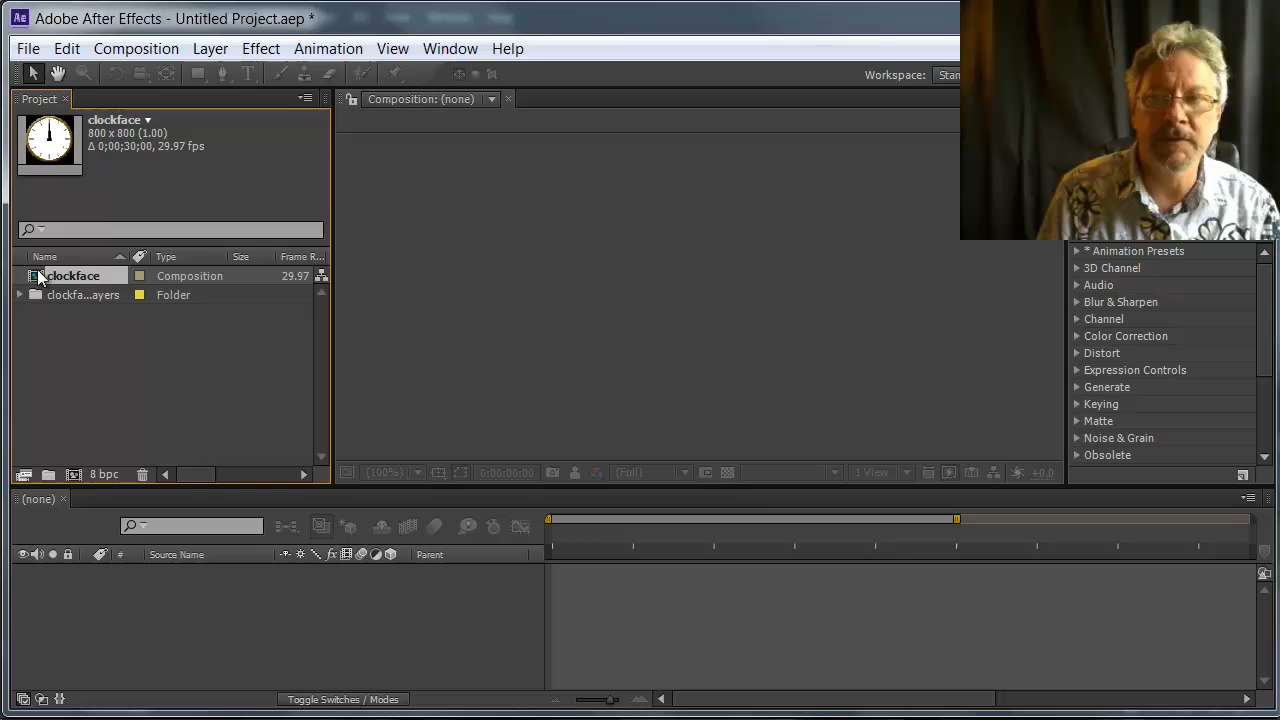 Ae Adobe After Effects - Untitled Project.aep *
File Edit Composition Layer Effect Animation View Window Help
Workspace: Stan
Project
Composition: (none)
clockface
800 x 800 (1.00)
Δ 0;00;30;00, 29.97 fps
Name Type Size Frame R...
clockface Composition 29.97
clockfa...ayers Folder
* Animation Presets
3D Channel
Audio
Blur & Sharpen
Channel
Color Correction
Distort
Expression Controls
Generate
Keying
Matte
Noise & Grain
Obsolete
8 bpc
(100%) 0:00:00:00 (Full) 1 View +0.0
(none)
# Source Name fx Parent
Toggle Switches / Modes